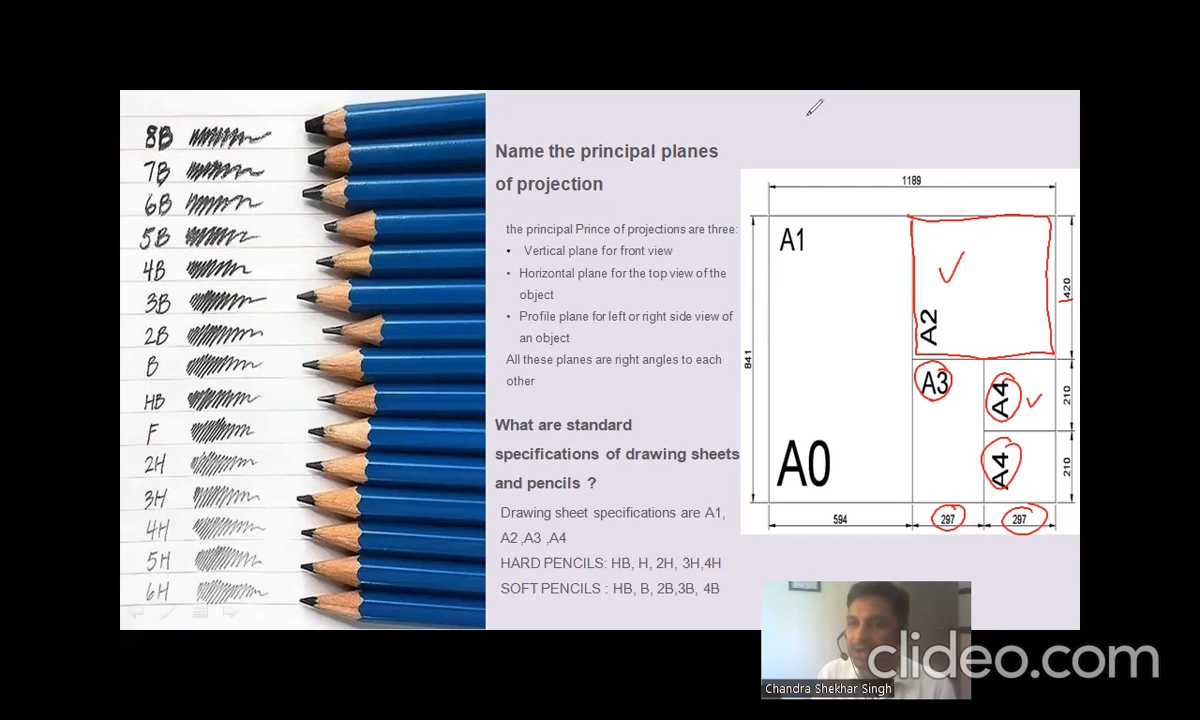 8B
7B
6B
5B
4B
3B
2B
B
HB
F
2H
3H
4H
5H
6H
Name the principal planes
of projection
the principal Prince of projections are three:
• Vertical plane for front view
• Horizontal plane for the top view of the
object
• Profile plane for left or right side view of
an object
All these planes are right angles to each
other
What are standard
specifications of drawing sheets
and pencils ?
Drawing sheet specifications are A1,
A2 ,A3 ,A4
HARD PENCILS: HB, H, 2H, 3H,4H
SOFT PENCILS : HB, B, 2B,3B, 4B
1189
A1
A2
420
841
A3
A4
210
A0
A4
210
594
297
297
Chandra Shekhar Singh
clideo.com